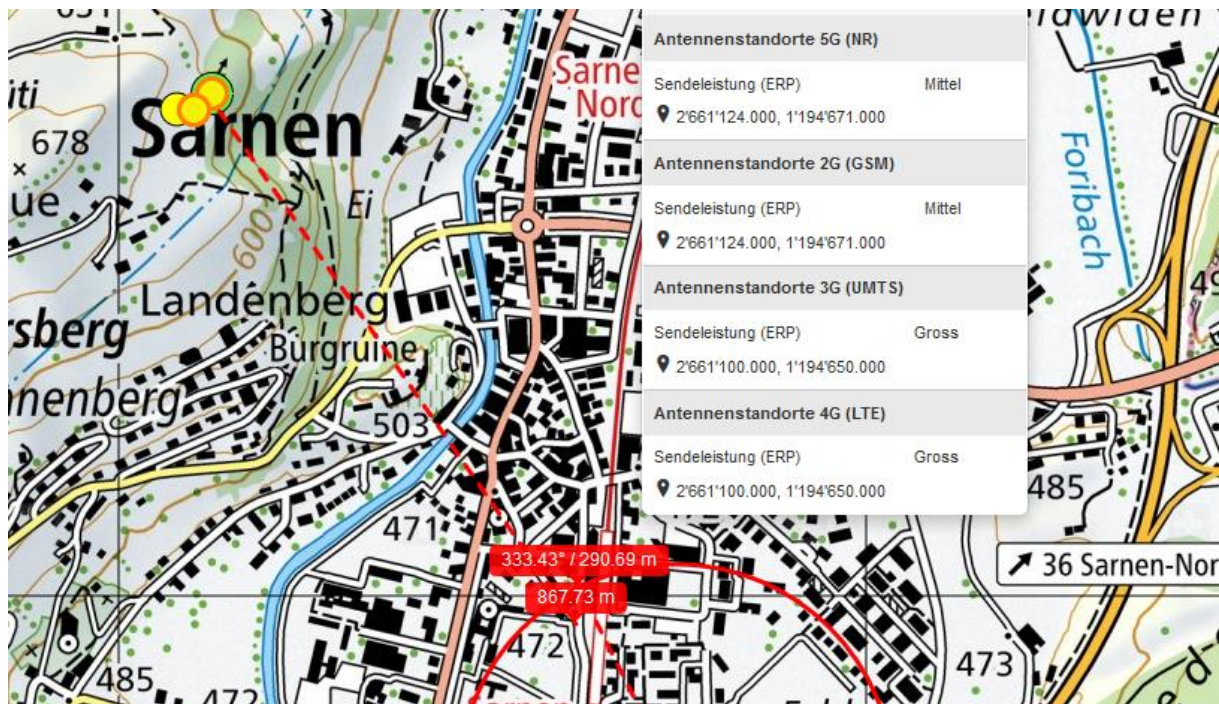 Antennenstandorte 5G (NR)
Sendeleistung (ERP) Mittel
2'661'124.000, 1'194'671.000
Antennenstandorte 2G (GSM)
Sendeleistung (ERP) Mittel
2'661'124.000, 1'194'671.000
Antennenstandorte 3G (UMTS)
Sendeleistung (ERP) Gross
2'661'100.000, 1'194'650.000
Antennenstandorte 4G (LTE)
Sendeleistung (ERP) Gross
2'661'100.000, 1'194'650.000
Sarnen
678
600
Ei
Landenberg
Burgruine
503
Foribach
471
485
333.43° / 290.69 m
867.73 m
36 Sarnen-Nor
472
473
485